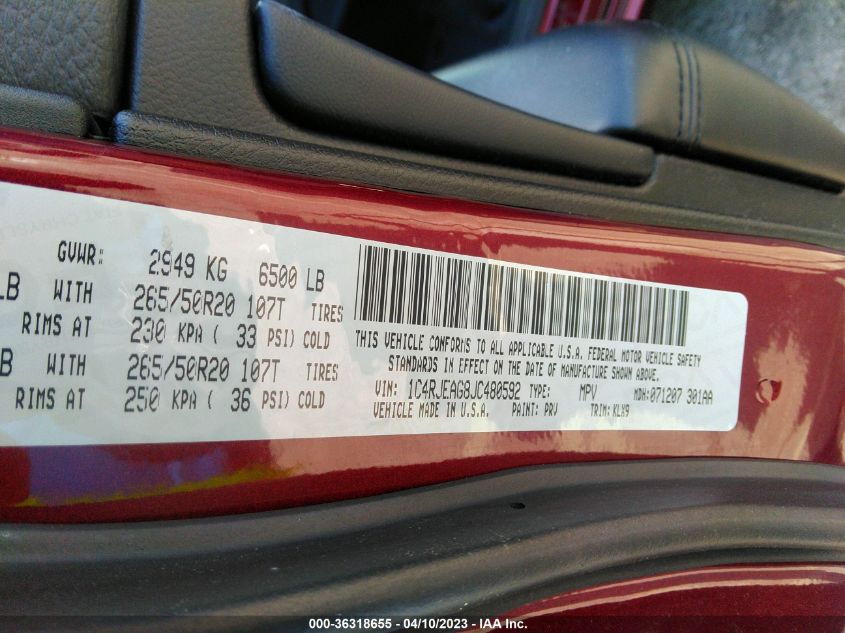 GVWR: 2949 KG 6500 LB
LB WITH 265/50R20 107T TIRES
RIMS AT 230 KPA ( 33 PSI) COLD
B WITH 265/50R20 107T TIRES
RIMS AT 250 KPA ( 36 PSI) COLD
THIS VEHICLE CONFORMS TO ALL APPLICABLE U.S.A. FEDERAL MOTOR VEHICLE SAFETY
STANDARDS IN EFFECT ON THE DATE OF MANUFACTURE SHOWN ABOVE.
VIN: 1C4RJEAG8JC480592 TYPE: MPV MDH: 071207 301AA
VEHICLE MADE IN U.S.A. PAINT: PRV TRIM: KLX9
000-36318655 - 04/10/2023 - IAA Inc.